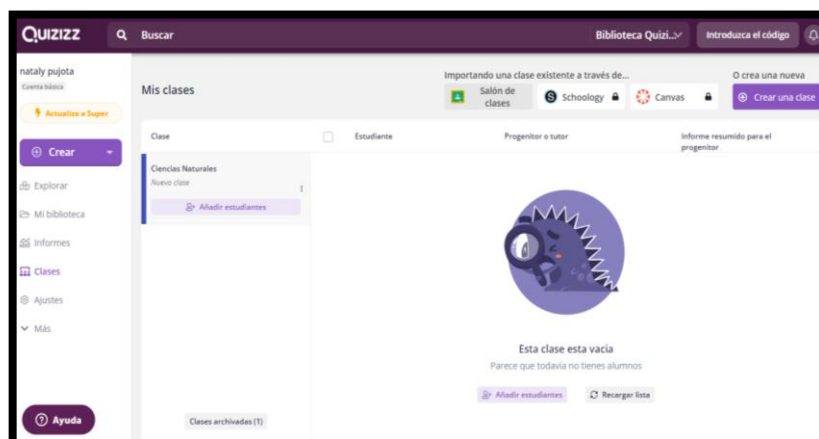 QUIZIZZ
Buscar
Biblioteca Quizi..
Introduzca el código
nataly pujota
Cuenta básica
Actualiza a Super
Crear
Explorar
Mi biblioteca
Informes
Clases
Ajustes
Más
Ayuda
Mis clases
Importando una clase existente a través de...
Salón de
clases
Schoology
Canvas
O crea una nueva
Crear una clase
Clase
Estudiante
Progenitor o tutor
Informe resumido para el
progenitor
Ciencias Naturales
Nueva clase
Añadir estudiantes
Esta clase esta vacia
Parece que todavia no tienes alumnos
Añadir estudiantes
Recargar lista
Clases archivadas (1)